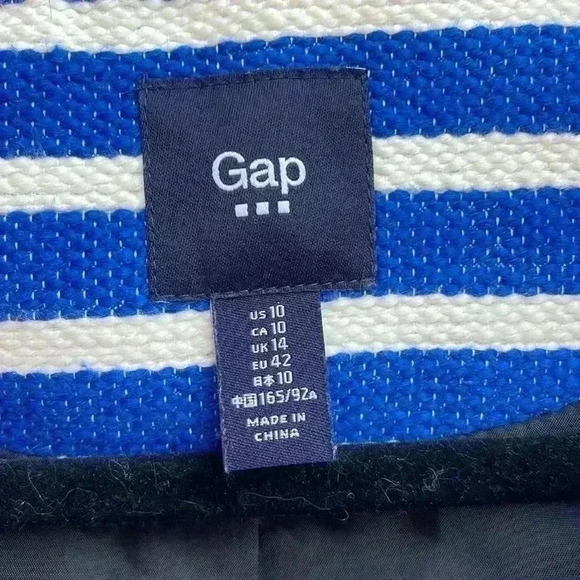 Gap
US 10
CA 10
UK 14
EU 42
日本 10
中国 165/92A
MADE IN
CHINA